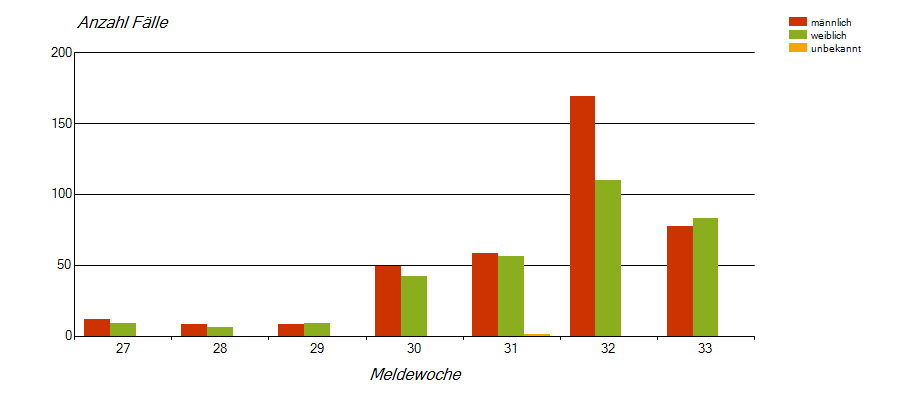 Anzahl Fälle
männlich
weiblich
unbekannt
200
150
100
50
0
27 28 29 30 31 32 33
Meldewoche